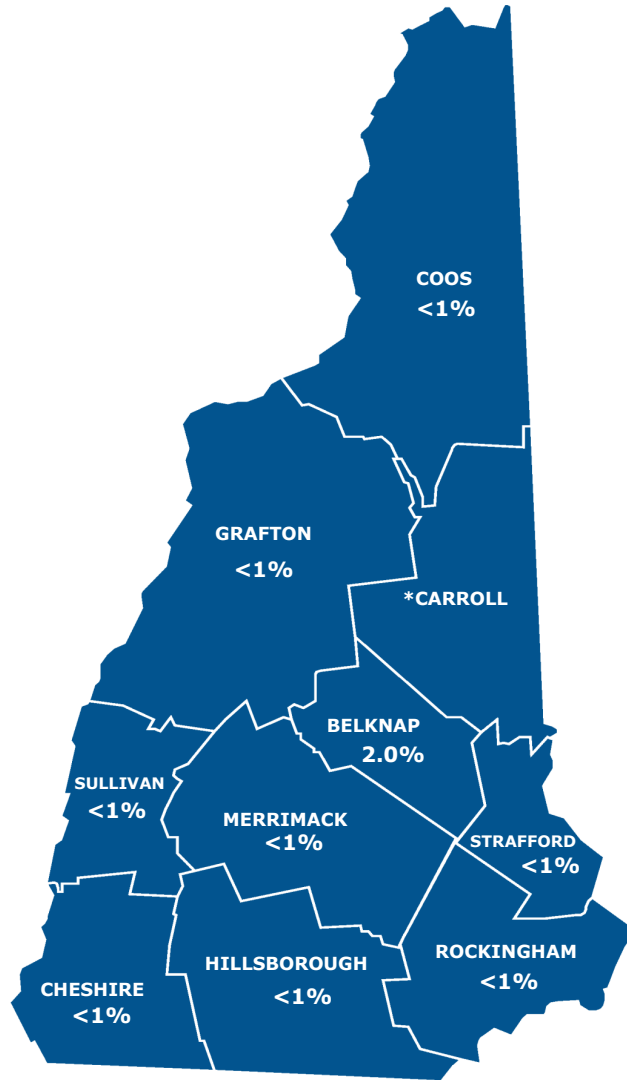 COOS
<1%
GRAFTON
<1%
*CARROLL
BELKNAP
2.0%
SULLIVAN
<1%
MERRIMACK
<1%
STRAFFORD
<1%
ROCKINGHAM
<1%
HILLSBOROUGH
<1%
CHESHIRE
<1%